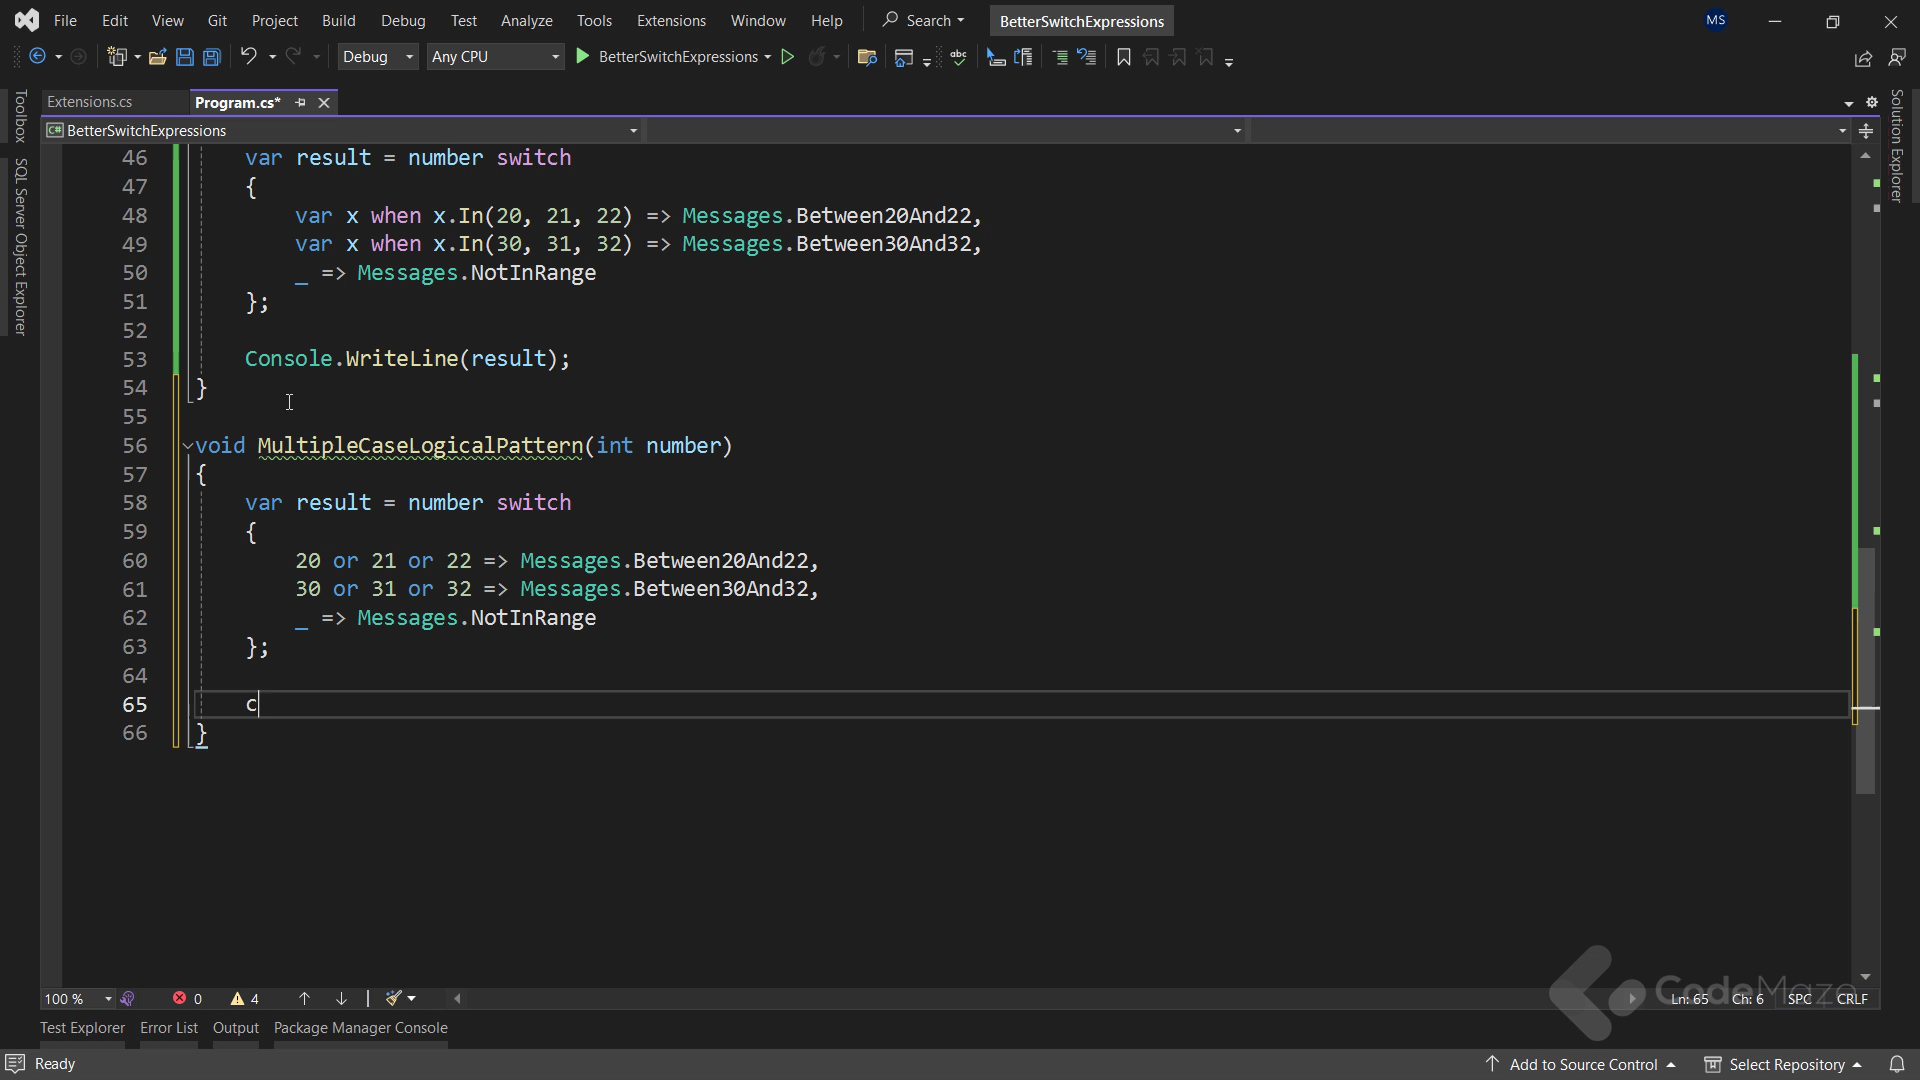 File Edit View Git Project Build Debug Test Analyze Tools Extensions Window Help Search BetterSwitchExpressions MS
Debug Any CPU BetterSwitchExpressions abc
Toolbox
SQL Server Object Explorer
Solution Explorer
Extensions.cs Program.cs*
C# BetterSwitchExpressions
46 var result = number switch
47 {
48 var x when x.In(20, 21, 22) => Messages.Between20And22,
49 var x when x.In(30, 31, 32) => Messages.Between30And32,
50 _ => Messages.NotInRange
51 };
52
53 Console.WriteLine(result);
54 }
55
56 void MultipleCaseLogicalPattern(int number)
57 {
58 var result = number switch
59 {
60 20 or 21 or 22 => Messages.Between20And22,
61 30 or 31 or 32 => Messages.Between30And32,
62 _ => Messages.NotInRange
63 };
64
65 c
66 }
100 % 0 4 Ln: 65 Ch: 6 SPC CRLF
CodeMaze
Test Explorer Error List Output Package Manager Console
Ready Add to Source Control Select Repository